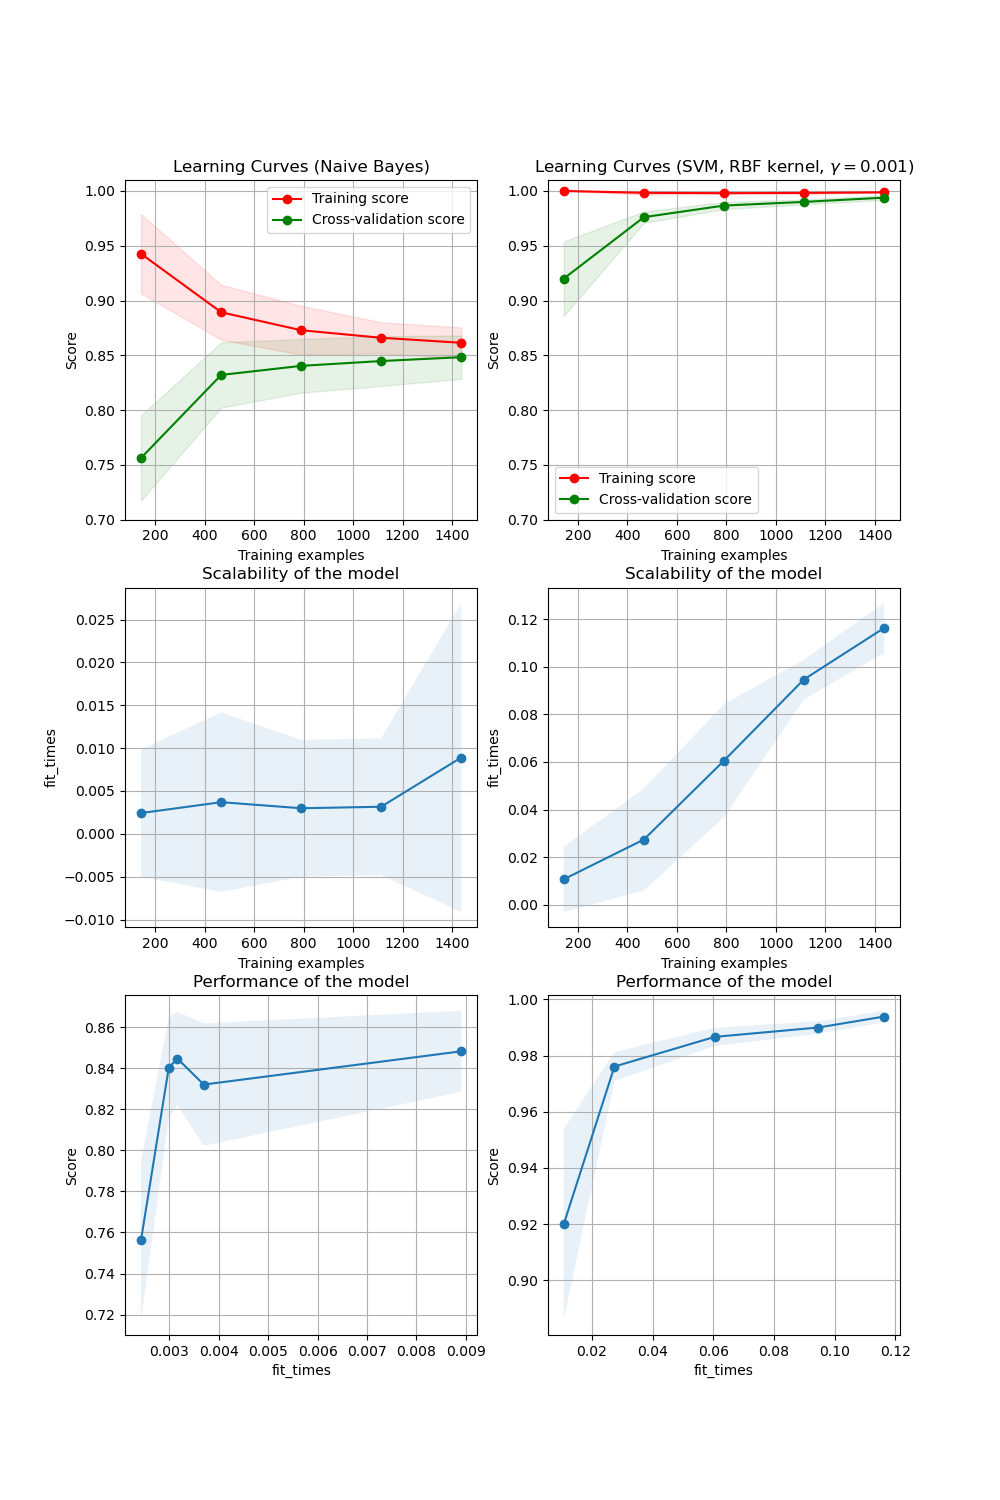 Learning Curves (Naive Bayes)
1.00
0.95
0.90
0.85
0.80
0.75
0.70
Score
Training score
Cross-validation score
200 400 600 800 1000 1200 1400
Training examples
Learning Curves (SVM, RBF kernel, γ = 0.001)
1.00
0.95
0.90
0.85
0.80
0.75
0.70
Score
Training score
Cross-validation score
200 400 600 800 1000 1200 1400
Training examples
Scalability of the model
0.025
0.020
0.015
0.010
0.005
0.000
−0.005
−0.010
fit_times
200 400 600 800 1000 1200 1400
Training examples
Scalability of the model
0.12
0.10
0.08
0.06
0.04
0.02
0.00
fit_times
200 400 600 800 1000 1200 1400
Training examples
Performance of the model
0.86
0.84
0.82
0.80
0.78
0.76
0.74
0.72
Score
0.003 0.004 0.005 0.006 0.007 0.008 0.009
fit_times
Performance of the model
1.00
0.98
0.96
0.94
0.92
0.90
Score
0.02 0.04 0.06 0.08 0.10 0.12
fit_times